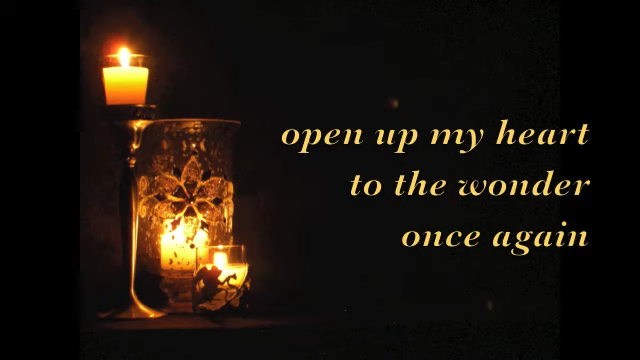 open up my heart
to the wonder
once again